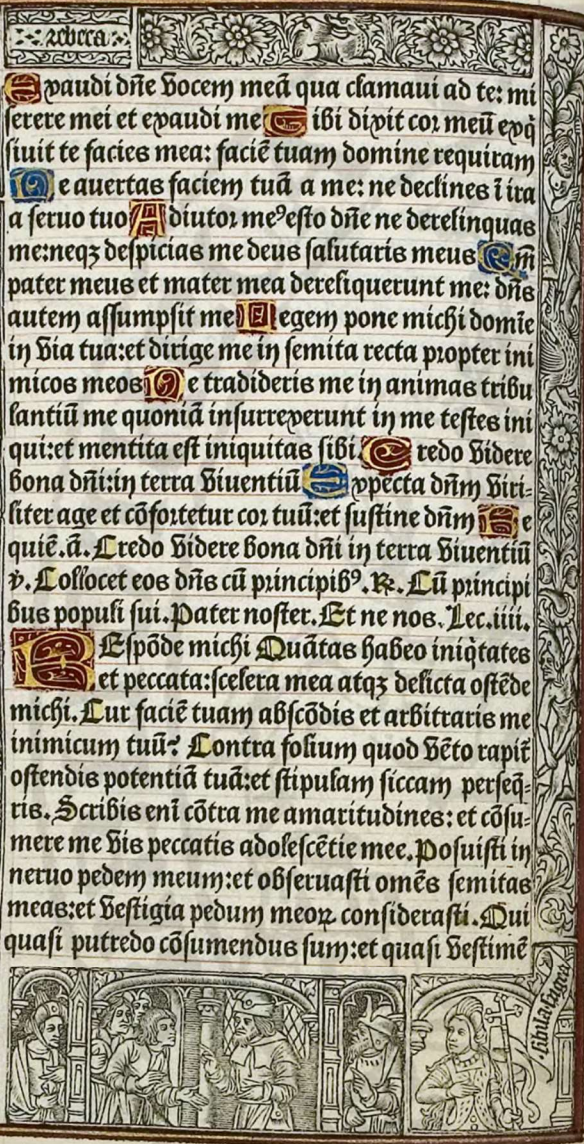 zebeca
Exaudi dñe vocem meã qua clamaui ad te: mi
serere mei et exaudi me Tibi dixit cor meũ exq̃
siuit te facies mea: faciẽ tuam domine requiram
Ne auertas faciem tuã a me: ne declines ĩ ira
a seruo tuo Adiutor meꝰ esto dñe ne derelinquas
me: neqꝫ despicias me deus salutaris meus Qm̃
pater meus et mater mea dereliquerunt me: dñs
autem assumpsit me Legem pone michi domĩe
in via tua: et dirige me in semita recta propter ini
micos meos Ne tradideris me in animas tribu
lantiũ me quoniã insurrexerunt in me testes ini
qui: et mentita est iniquitas sibi. Credo videre
bona dñi: in terra viuentiũ Expecta dñm viri-
liter age et cõfortetur cor tuũ: et sustine dñm Re
quiẽ. ã. Credo videre bona dñi in terra viuentiũ
℣. Collocet eos dñs cũ principibꝰ. ℟. Cũ principi
bus populi sui. Pater noster. Et ne nos. Lec. iiii.
REspõde michi Quãtas habeo iniq̃tates
et peccata: scelera mea atqꝫ delicta ostẽde
michi. Cur faciẽ tuam abscõdis et arbitraris me
inimicum tuũ? Contra folium quod vẽto rapit̃
ostendis potentiã tuã: et stipulam siccam perseq̃-
ris. Scribis enĩ cõtra me amaritudines: et cõsu-
mere me vis peccatis adolescẽtie mee. Posuisti in
neruo pedem meum: et obseruasti omẽs semitas
meas: et vestigia pedum meoꝝ considerasti. Qui
quasi putredo cõsumendus sum: et quasi vestimẽ